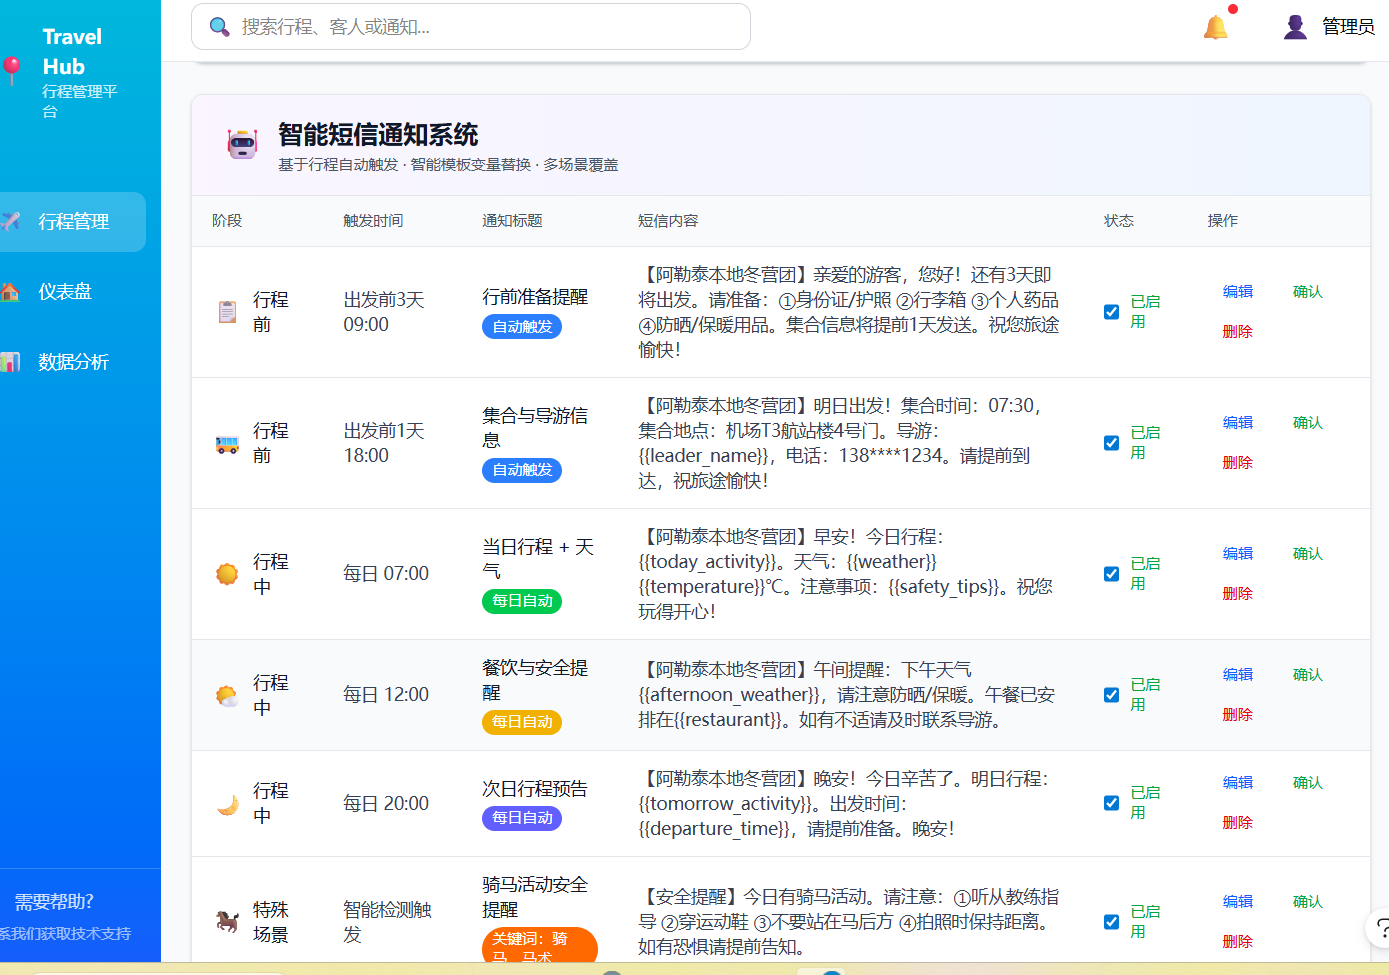 Travel
Hub
行程管理平
台
行程管理
仪表盘
数据分析
需要帮助?
系我们获取技术支持
搜索行程、客人或通知...
管理员
智能短信通知系统
基于行程自动触发 · 智能模板变量替换 · 多场景覆盖
阶段 触发时间 通知标题 短信内容 状态 操作
行程
前
出发前3天
09:00
行前准备提醒
自动触发
【阿勒泰本地冬营团】亲爱的游客，您好！还有3天即
将出发。请准备：①身份证/护照 ②行李箱 ③个人药品
④防晒/保暖用品。集合信息将提前1天发送。祝您旅途
愉快！
已启
用
编辑 确认
删除
行程
前
出发前1天
18:00
集合与导游信
息
自动触发
【阿勒泰本地冬营团】明日出发！集合时间：07:30，
集合地点：机场T3航站楼4号门。导游：
{{leader_name}}，电话：138****1234。请提前到
达，祝旅途愉快！
已启
用
编辑 确认
删除
行程
中
每日 07:00
当日行程 + 天
气
每日自动
【阿勒泰本地冬营团】早安！今日行程：
{{today_activity}}。天气：{{weather}}
{{temperature}}℃。注意事项：{{safety_tips}}。祝您
玩得开心！
已启
用
编辑 确认
删除
行程
中
每日 12:00
餐饮与安全提
醒
每日自动
【阿勒泰本地冬营团】午间提醒：下午天气
{{afternoon_weather}}，请注意防晒/保暖。午餐已安
排在{{restaurant}}。如有不适请及时联系导游。
已启
用
编辑 确认
删除
行程
中
每日 20:00
次日行程预告
每日自动
【阿勒泰本地冬营团】晚安！今日辛苦了。明日行程：
{{tomorrow_activity}}。出发时间：
{{departure_time}}，请提前准备。晚安！
已启
用
编辑 确认
删除
特殊
场景
智能检测触
发
骑马活动安全
提醒
关键词：骑
马、马术
【安全提醒】今日有骑马活动。请注意：①听从教练指
导 ②穿运动鞋 ③不要站在马后方 ④拍照时保持距离。
如有恐惧请提前告知。
已启
用
编辑 确认
删除
?